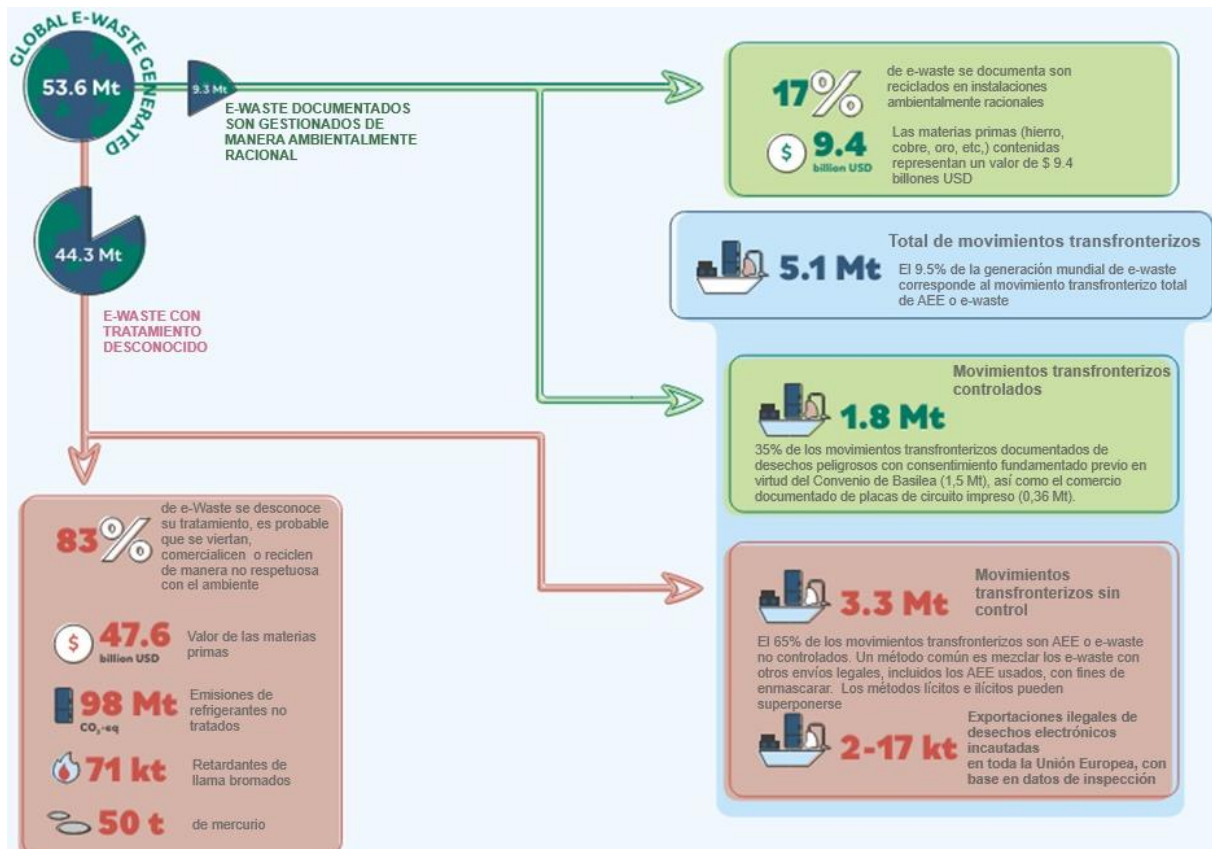 GLOBAL E-WASTE GENERATED
53.6 Mt
9.3 Mt
E-WASTE DOCUMENTADOS
SON GESTIONADOS DE
MANERA AMBIENTALMENTE
RACIONAL
44.3 Mt
E-WASTE CON
TRATAMIENTO
DESCONOCIDO
17%
de e-waste se documenta son
reciclados en instalaciones
ambientalmente racionales
$ 9.4
billion USD
Las materias primas (hierro,
cobre, oro, etc,) contenidas
representan un valor de $ 9.4
billones USD
Total de movimientos transfronterizos
5.1 Mt
El 9.5% de la generación mundial de e-waste
corresponde al movimiento transfronterizo total
de AEE o e-waste
Movimientos transfronterizos
controlados
1.8 Mt
35% de los movimientos transfronterizos documentados de
desechos peligrosos con consentimiento fundamentado previo en
virtud del Convenio de Basilea (1,5 Mt), así como el comercio
documentado de placas de circuito impreso (0,36 Mt).
Movimientos
transfronterizos sin
control
3.3 Mt
El 65% de los movimientos transfronterizos son AEE o e-waste
no controlados. Un método común es mezclar los e-waste con
otros envíos legales, incluidos los AEE usados, con fines de
enmascarar. Los métodos lícitos e ilícitos pueden
superponerse
2-17 kt
Exportaciones ilegales de
desechos electrónicos
incautadas
en toda la Unión Europea, con
base en datos de inspección
83%
de e-Waste se desconoce
su tratamiento, es probable
que se viertan,
comercialicen o reciclen
de manera no respetuosa
con el ambiente
$ 47.6
billion USD
Valor de las materias
primas
98 Mt
CO₂-eq
Emisiones de
refrigerantes no
tratados
71 kt
Retardantes de
llama bromados
50 t
de mercurio